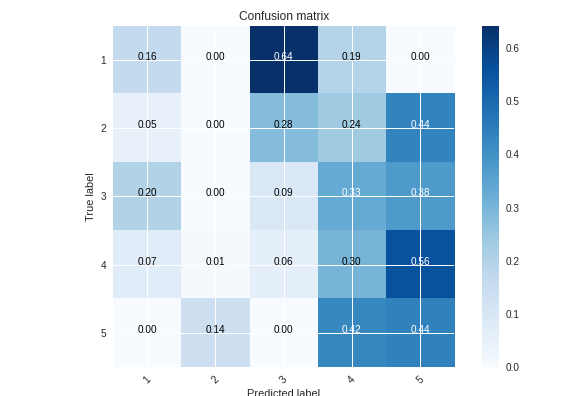 Confusion matrix
1 0.16 0.00 0.64 0.19 0.00
2 0.05 0.00 0.28 0.24 0.44
3 0.20 0.00 0.09 0.33 0.38
4 0.07 0.01 0.06 0.30 0.56
5 0.00 0.14 0.00 0.42 0.44
1 2 3 4 5
True label
Predicted label
0.6
0.5
0.4
0.3
0.2
0.1
0.0